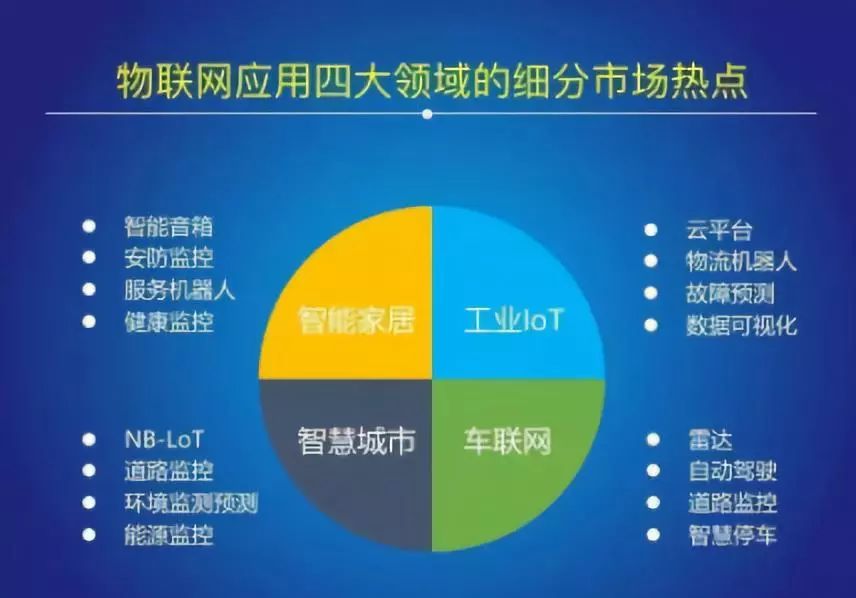 物联网应用四大领域的细分市场热点
智能音箱
安防监控
服务机器人
健康监控
云平台
物流机器人
故障预测
数据可视化
智能家居
工业IoT
智慧城市
车联网
NB-LoT
道路监控
环境监测预测
能源监控
雷达
自动驾驶
道路监控
智慧停车